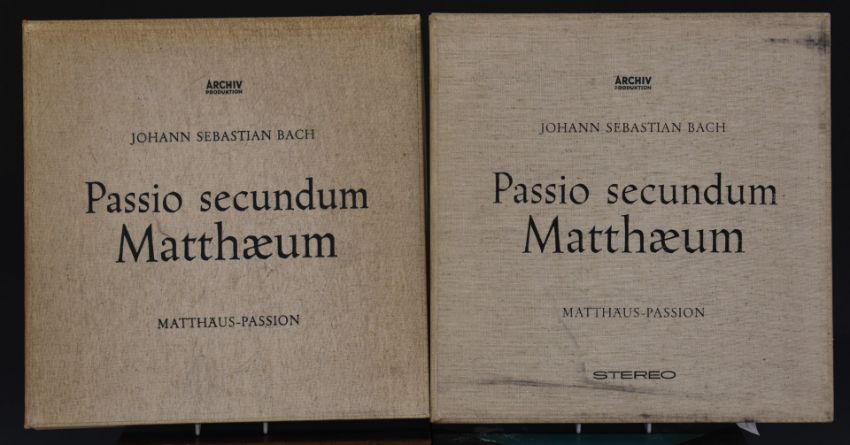 ARCHIV
PRODUKTION
JOHANN SEBASTIAN BACH
Passio secundum
Matthæum
MATTHÄUS-PASSION
ARCHIV
PRODUKTION
JOHANN SEBASTIAN BACH
Passio secundum
Matthæum
MATTHÄUS-PASSION
STEREO